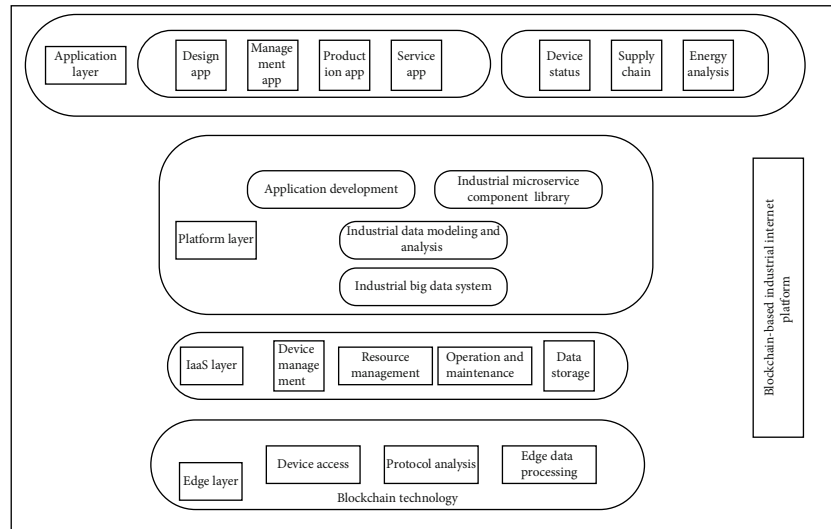 Application
layer
Design
app
Manage
ment
app
Product
ion app
Service
app
Device
status
Supply
chain
Energy
analysis
Application development
Industrial microservice
component library
Platform layer
Industrial data modeling and
analysis
Industrial big data system
Blockchain-based industrial internet
platform
IaaS layer
Device
manage
ment
Resource
management
Operation and
maintenance
Data
storage
Edge layer
Device access
Protocol analysis
Edge data
processing
Blockchain technology